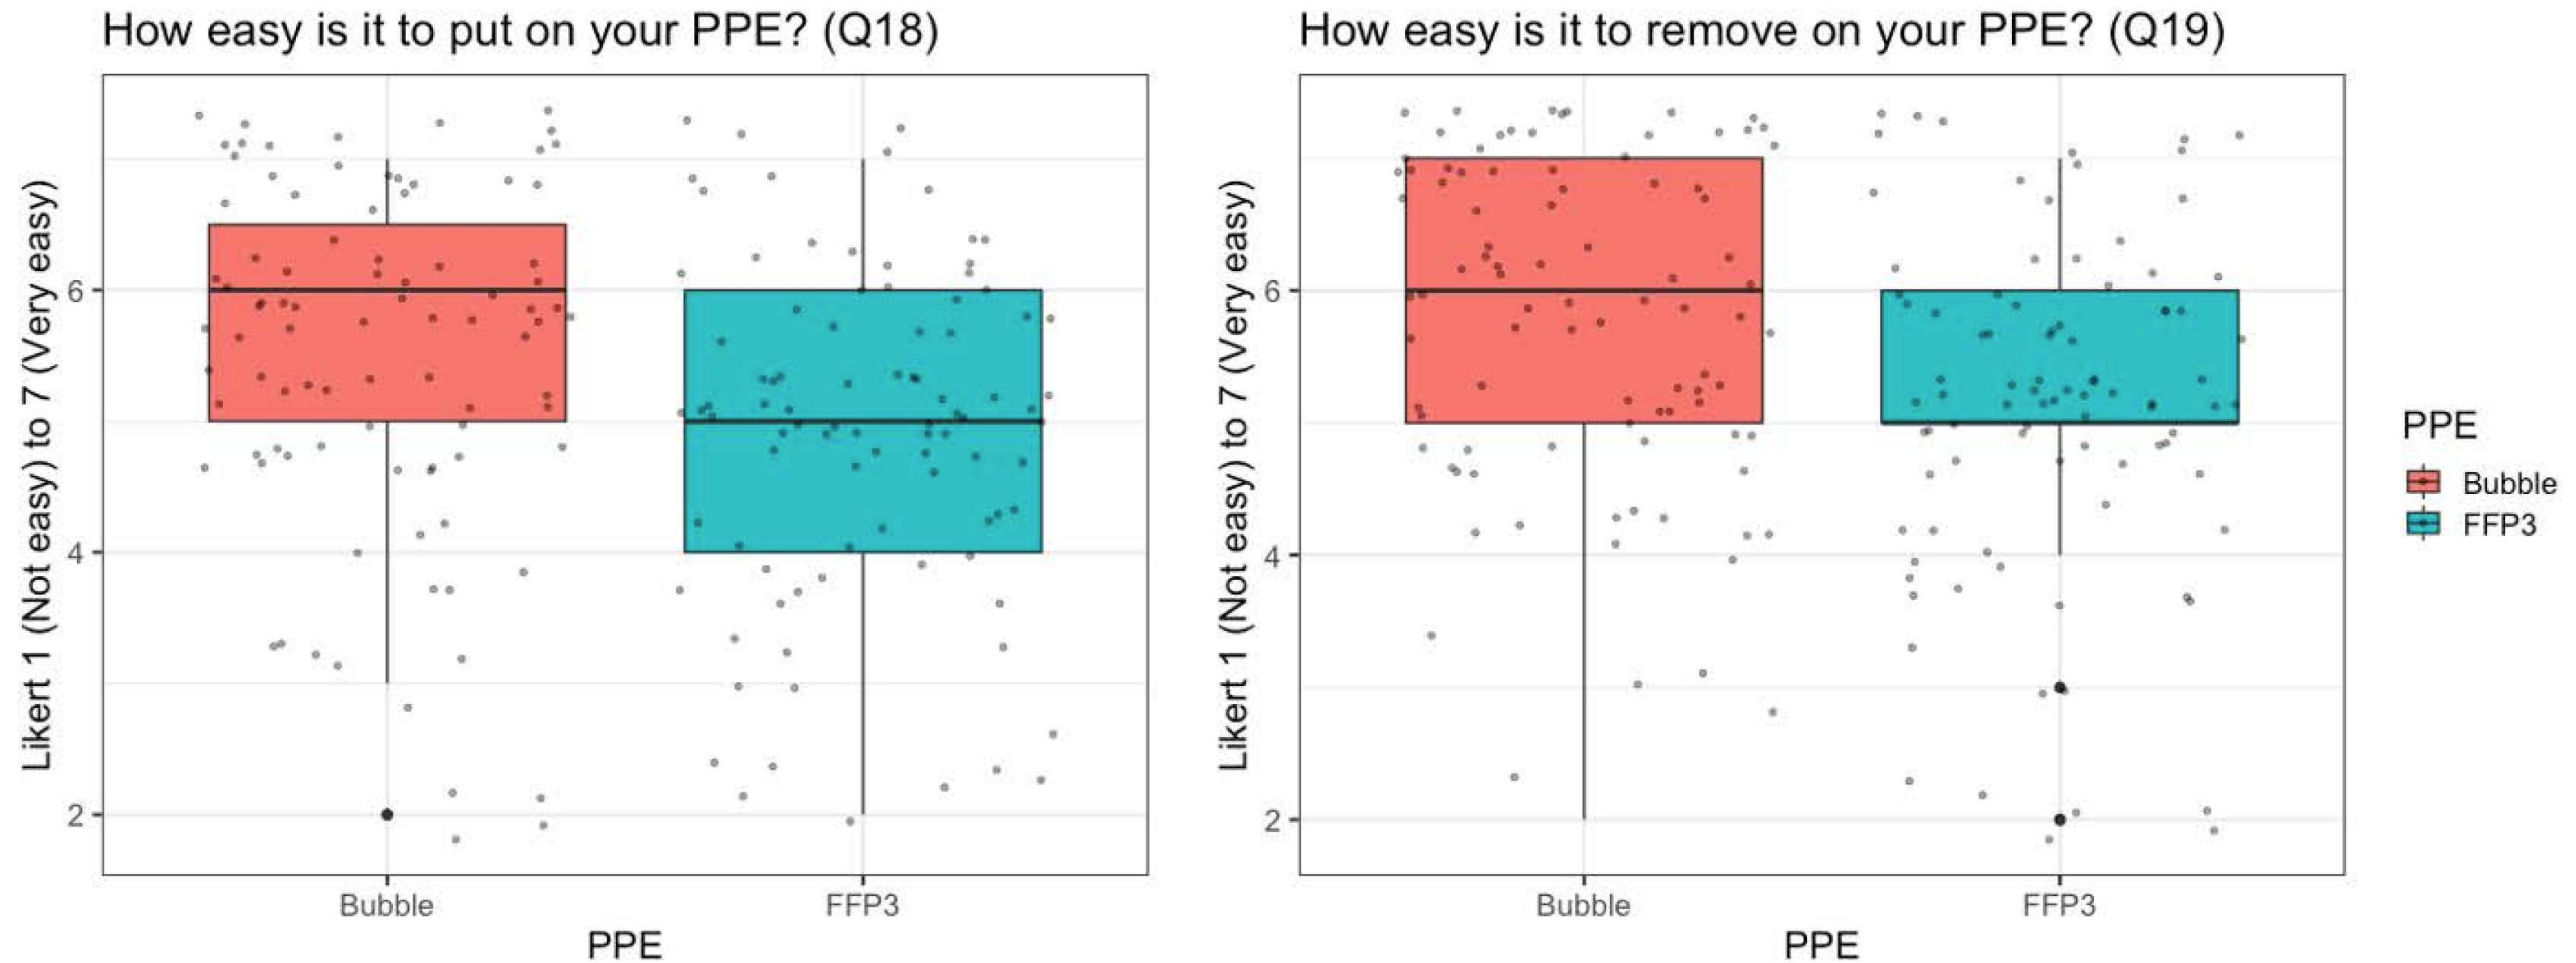 How easy is it to put on your PPE? (Q18)
Likert 1 (Not easy) to 7 (Very easy)
6
4
2
Bubble
FFP3
PPE
How easy is it to remove on your PPE? (Q19)
Likert 1 (Not easy) to 7 (Very easy)
6
4
2
Bubble
FFP3
PPE
PPE
Bubble
FFP3